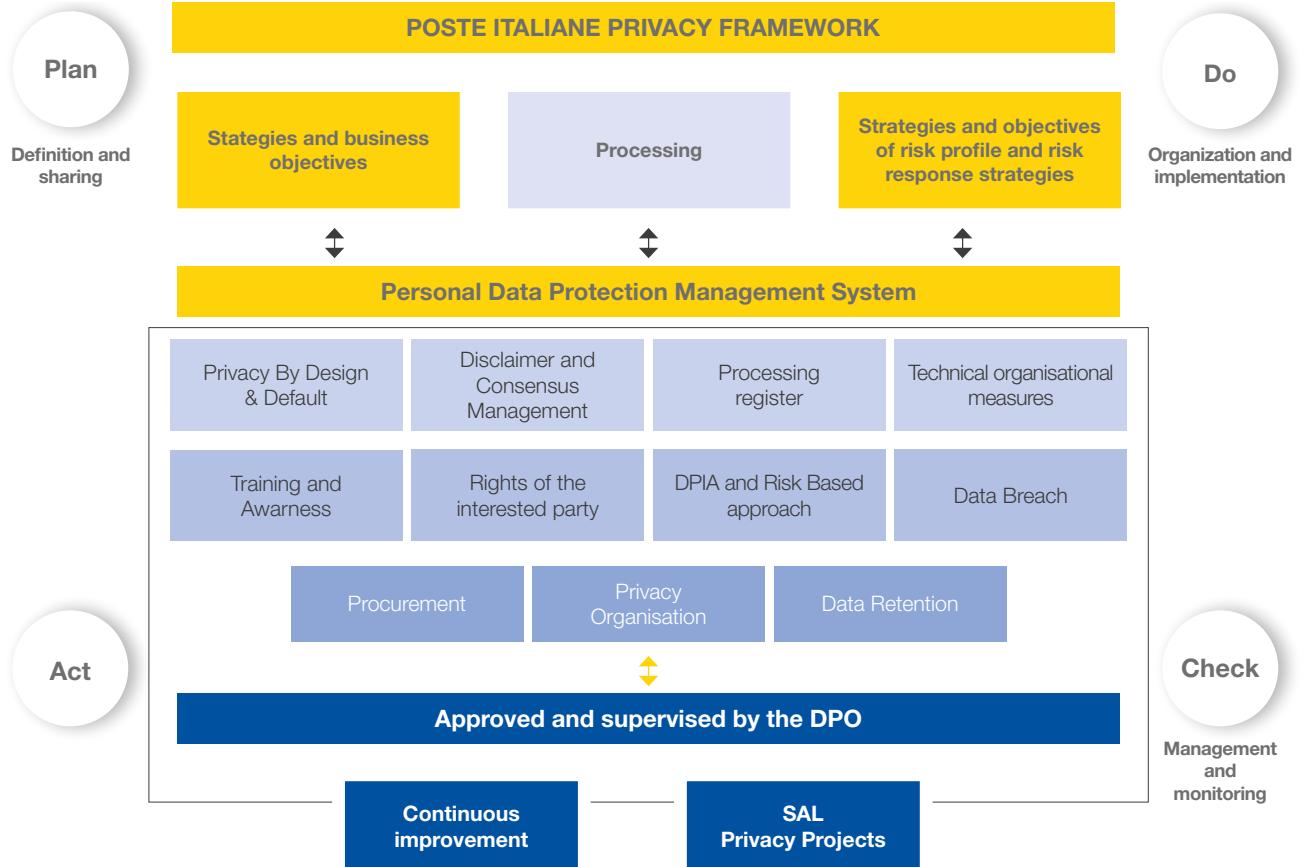 POSTE ITALIANE PRIVACY FRAMEWORK
Plan
Definition and
sharing
Do
Organization and
implementation
Stategies and business
objectives
Processing
Strategies and objectives
of risk profile and risk
response strategies
Personal Data Protection Management System
Privacy By Design
& Default
Disclaimer and
Consensus
Management
Processing
register
Technical organisational
measures
Training and
Awarness
Rights of the
interested party
DPIA and Risk Based
approach
Data Breach
Procurement
Privacy
Organisation
Data Retention
Act
Check
Management
and
monitoring
Approved and supervised by the DPO
Continuous
improvement
SAL
Privacy Projects